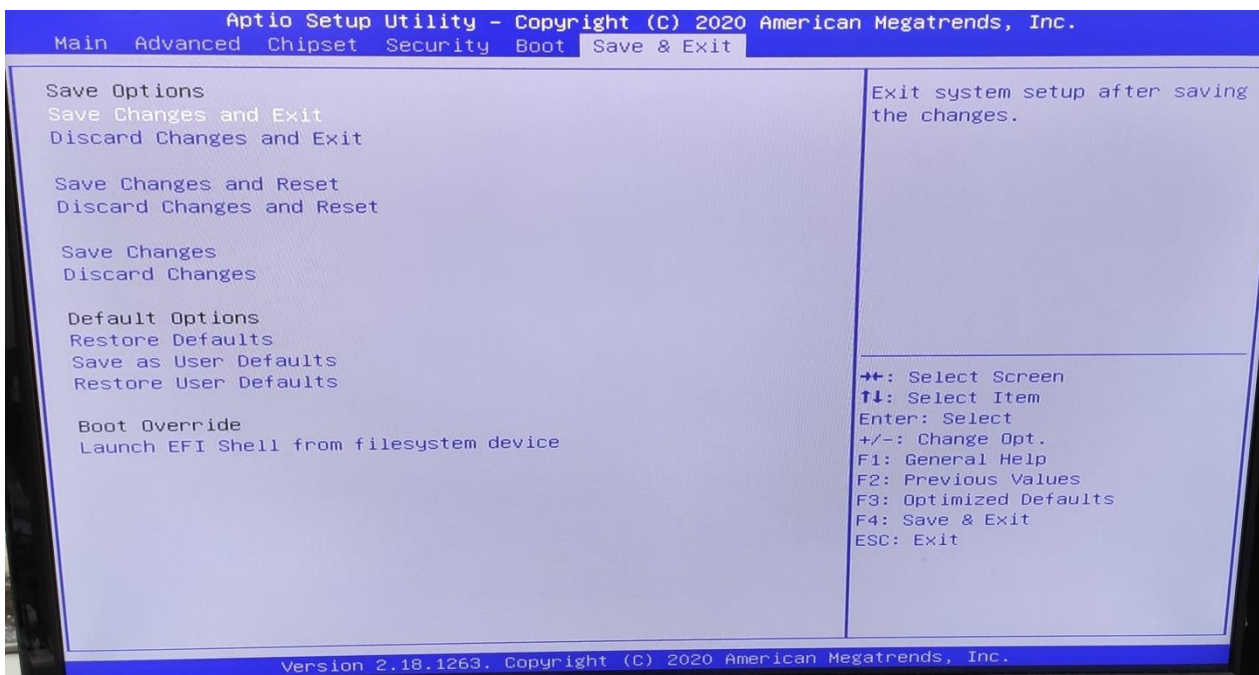 Aptio Setup Utility – Copyright (C) 2020 American Megatrends, Inc.
Main Advanced Chipset Security Boot Save & Exit
Save Options
Save Changes and Exit
Discard Changes and Exit
Save Changes and Reset
Discard Changes and Reset
Save Changes
Discard Changes
Default Options
Restore Defaults
Save as User Defaults
Restore User Defaults
Boot Override
Launch EFI Shell from filesystem device
Exit system setup after saving
the changes.
→←: Select Screen
↑↓: Select Item
Enter: Select
+/-: Change Opt.
F1: General Help
F2: Previous Values
F3: Optimized Defaults
F4: Save & Exit
ESC: Exit
Version 2.18.1263. Copyright (C) 2020 American Megatrends, Inc.